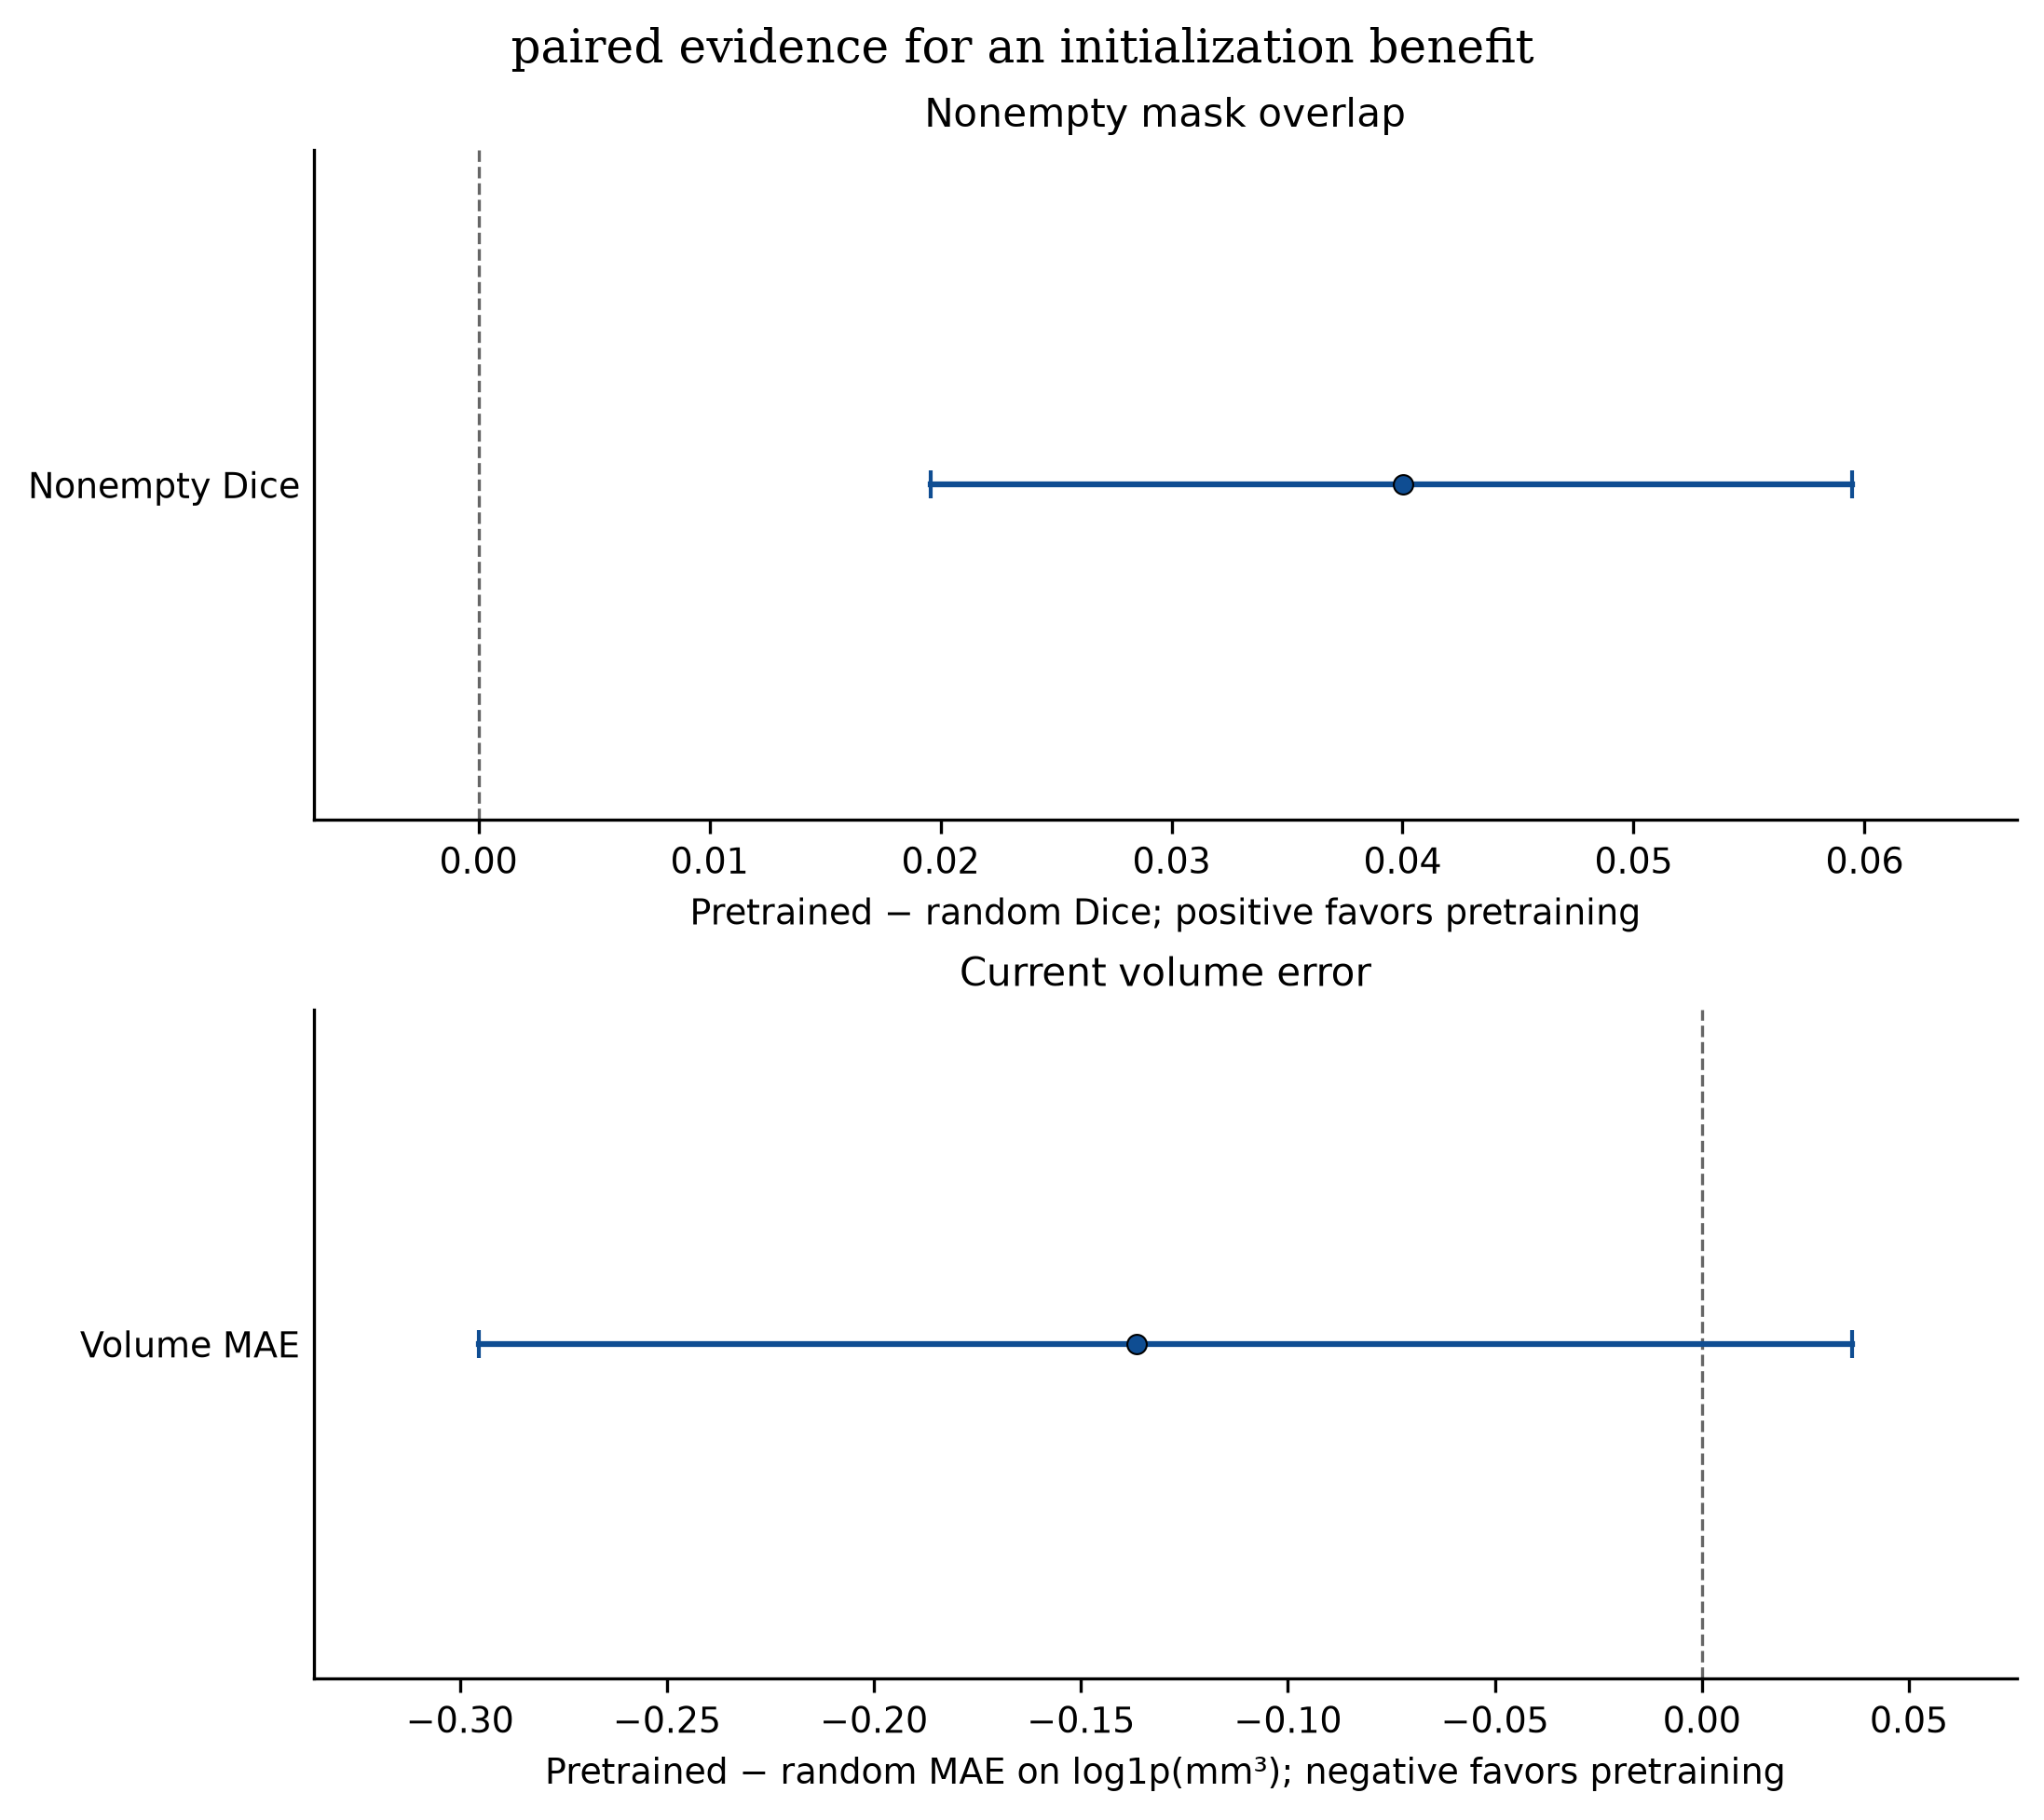 paired evidence for an initialization benefit
Nonempty mask overlap
Nonempty Dice
0.00 0.01 0.02 0.03 0.04 0.05 0.06
Pretrained − random Dice; positive favors pretraining
Current volume error
Volume MAE
−0.30 −0.25 −0.20 −0.15 −0.10 −0.05 0.00 0.05
Pretrained − random MAE on log1p(mm³); negative favors pretraining